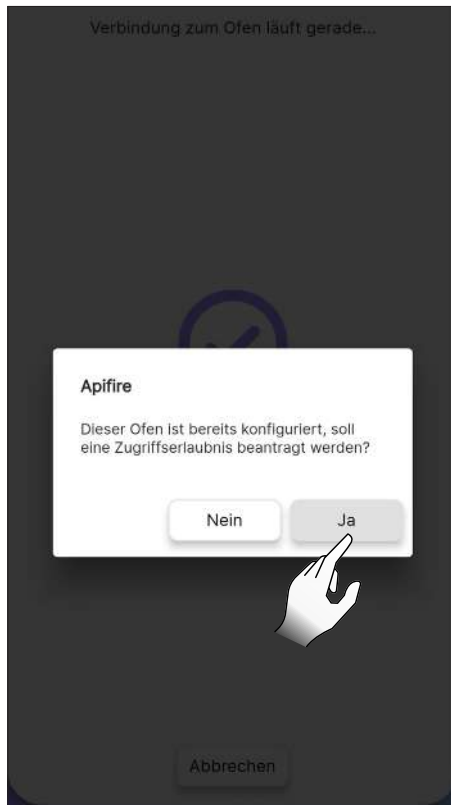 Verbindung zum Ofen läuft gerade...
Apifire
Dieser Ofen ist bereits konfiguriert, soll
eine Zugriffserlaubnis beantragt werden?
Nein
Ja
Abbrechen